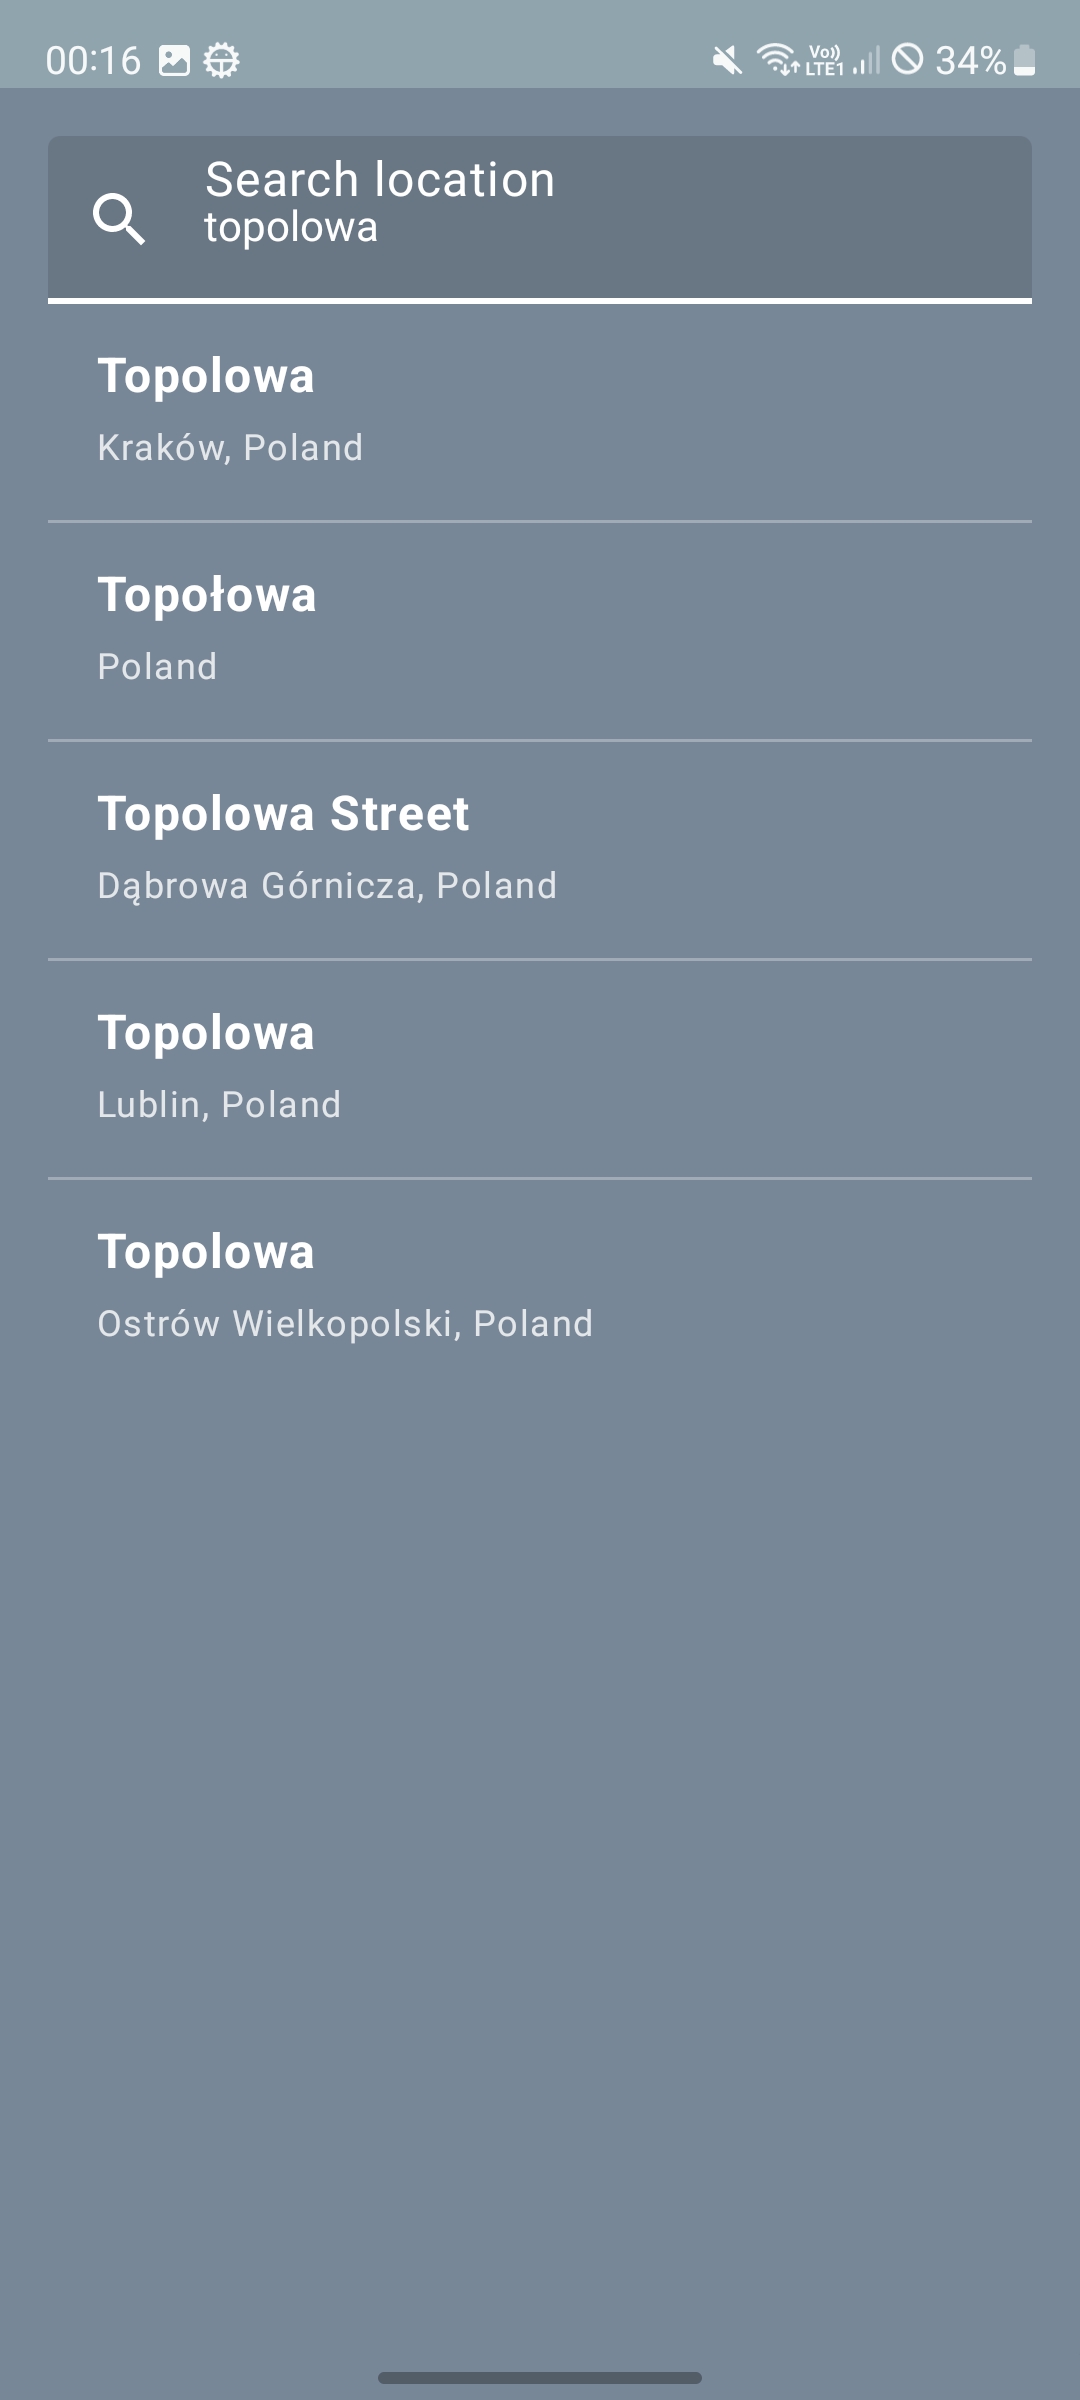 00:16 Vo)) LTE1 34%
Search location
topolowa
Topolowa
Kraków, Poland
Topołowa
Poland
Topolowa Street
Dąbrowa Górnicza, Poland
Topolowa
Lublin, Poland
Topolowa
Ostrów Wielkopolski, Poland